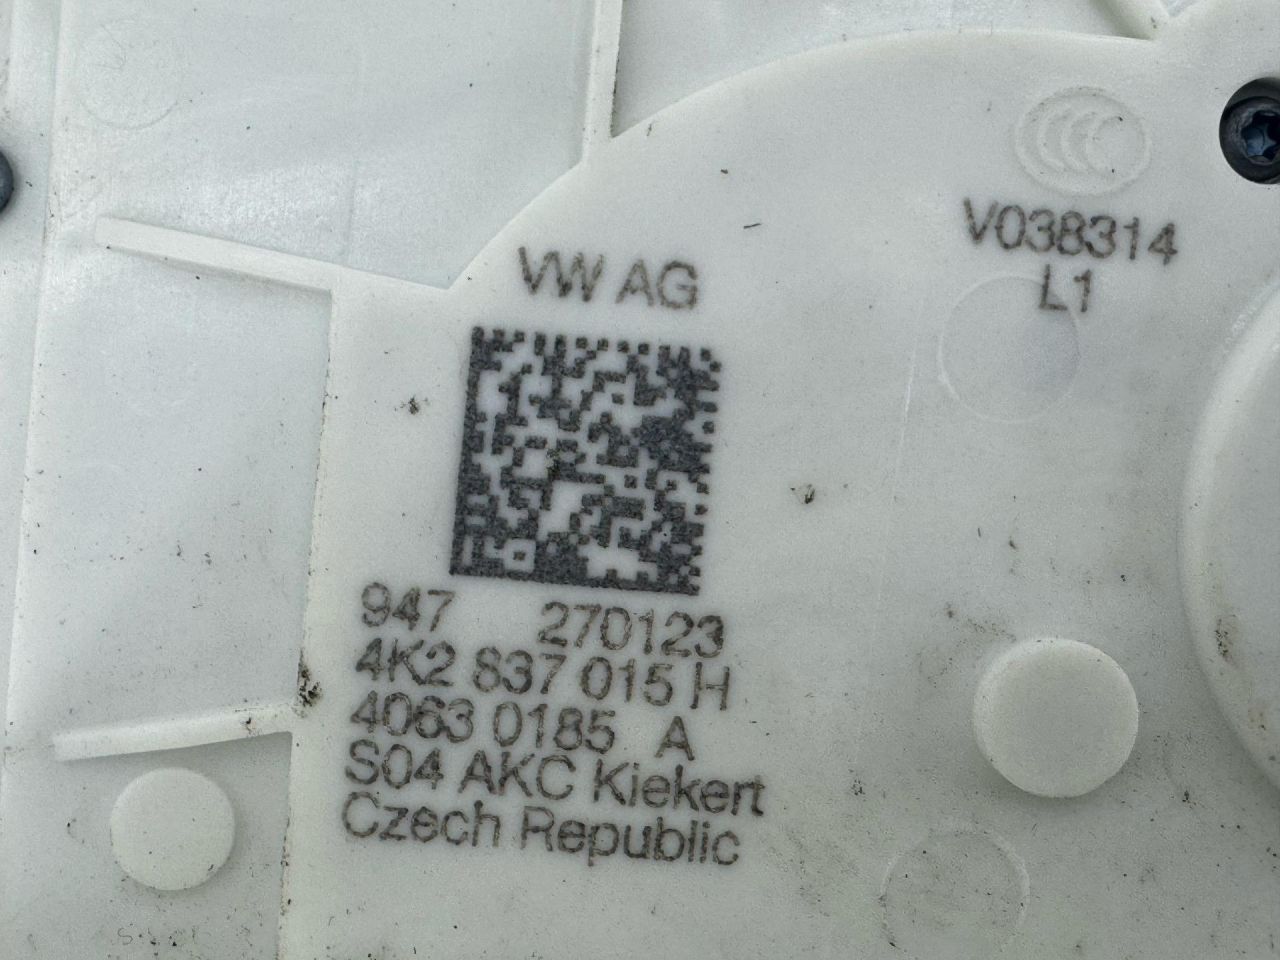 V038314
L1
VW AG
947 270123
4K2 837 015 H
4063 0185 A
S04 AKC Kiekert
Czech Republic